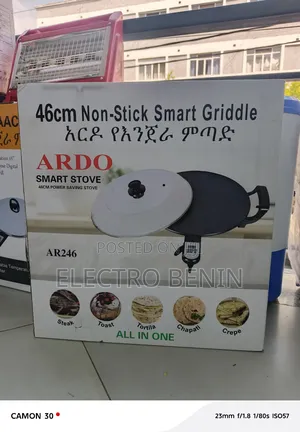 46cm Non-Stick Smart Griddle
አርዶ የእንጀራ ምጣድ
ARDO
SMART STOVE
46CM POWER SAVING STOVE
AR246
POSTED ON
ELECTRO BENIN
Steak Toast Tortilla Chapati Crepe
ALL IN ONE
CAMON 30
23mm f/1.8 1/80s ISO57